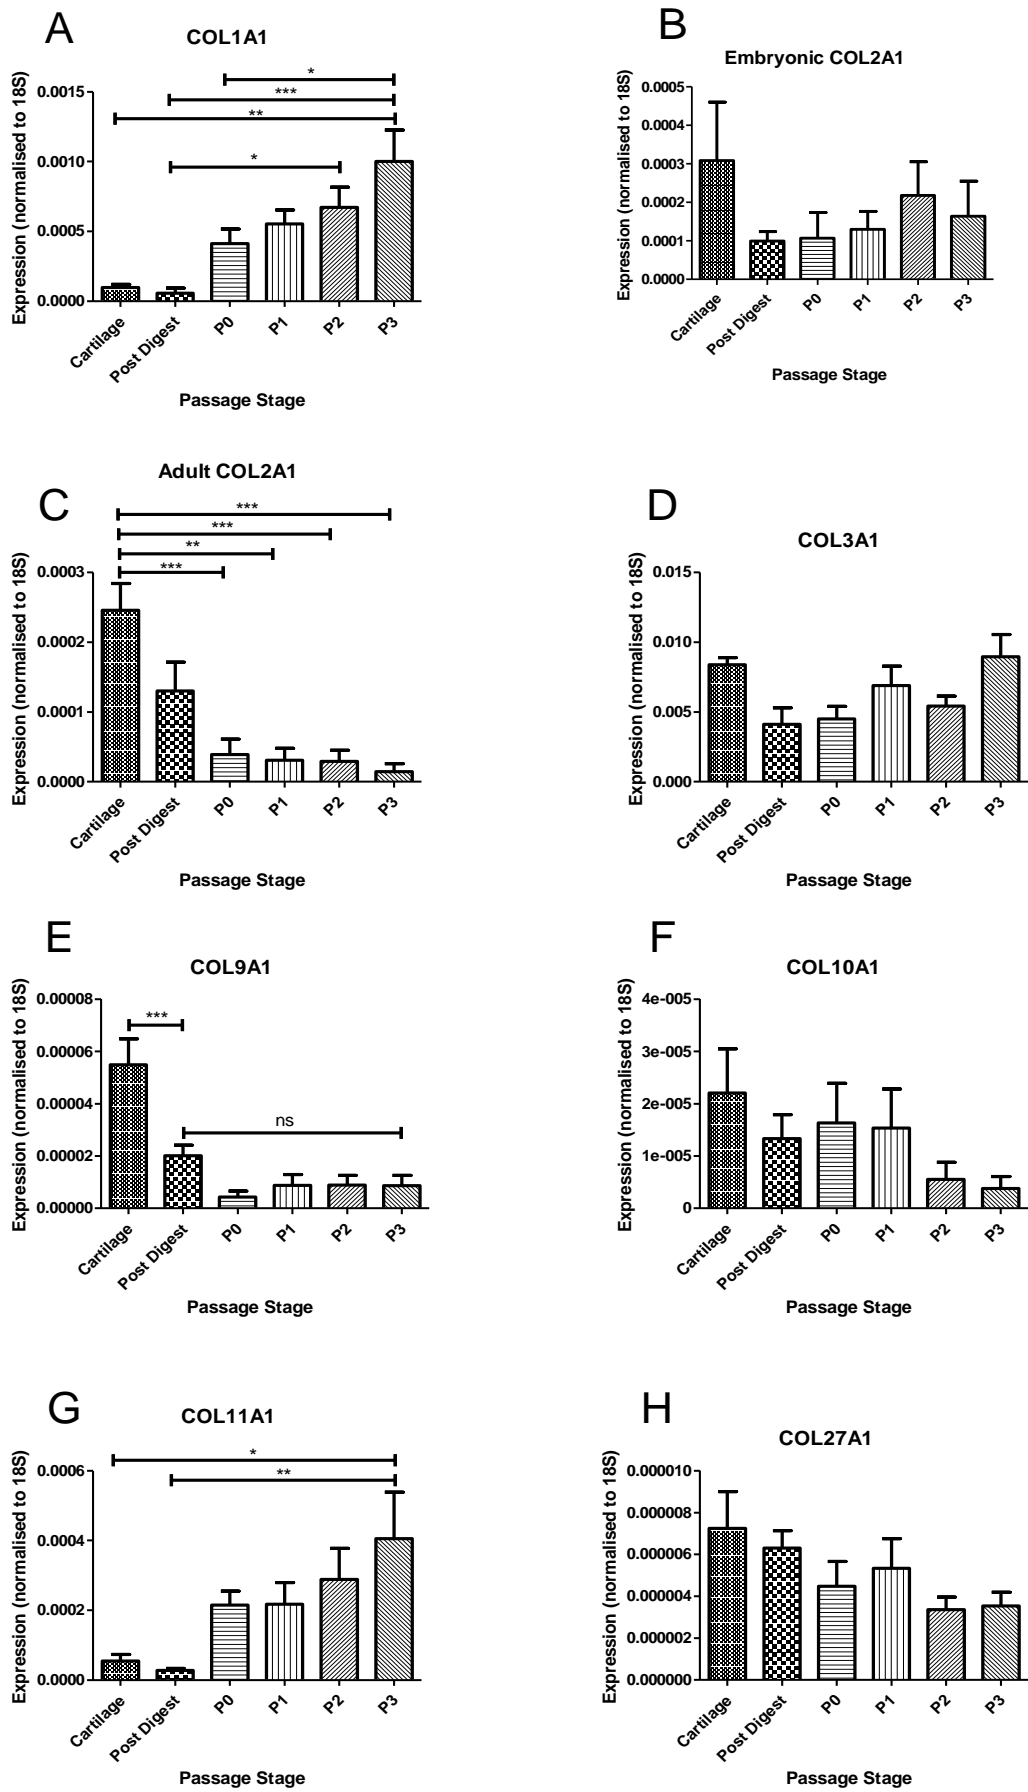 A
COL1A1
*
***
**
*
Expression (normalised to 18S)
0.0015
0.0010
0.0005
0.0000
Cartilage
Post Digest
P0
P1
P2
P3
Passage Stage
B
Embryonic COL2A1
Expression (normalised to 18S)
0.0005
0.0004
0.0003
0.0002
0.0001
0.0000
Cartilage
Post Digest
P0
P1
P2
P3
Passage Stage
C
Adult COL2A1
***
***
**
***
Expression (normalised to 18S)
0.0003
0.0002
0.0001
0.0000
Cartilage
Post Digest
P0
P1
P2
P3
Passage Stage
D
COL3A1
Expression (normalised to 18S)
0.015
0.010
0.005
0.000
Cartilage
Post Digest
P0
P1
P2
P3
Passage Stage
E
COL9A1
***
ns
Expression (normalised to 18S)
0.00008
0.00006
0.00004
0.00002
0.00000
Cartilage
Post Digest
P0
P1
P2
P3
Passage Stage
F
COL10A1
Expression (normalised to 18S)
4e-005
3e-005
2e-005
1e-005
0
Cartilage
Post Digest
P0
P1
P2
P3
Passage Stage
G
COL11A1
*
**
Expression (normalised to 18S)
0.0006
0.0004
0.0002
0.0000
Cartilage
Post Digest
P0
P1
P2
P3
Passage Stage
H
COL27A1
Expression (normalised to 18S)
0.000010
0.000008
0.000006
0.000004
0.000002
0.000000
Cartilage
Post Digest
P0
P1
P2
P3
Passage Stage